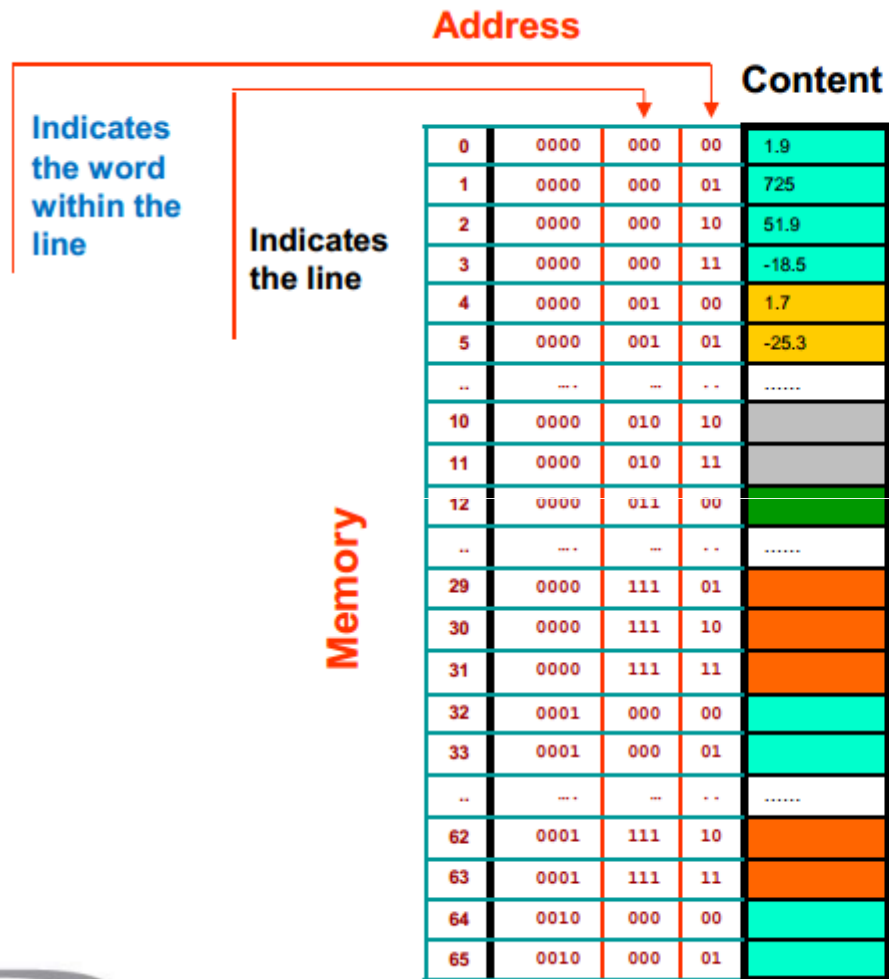 Address
Content
Indicates
the word
within the
line
Indicates
the line
Memory
0 0000 000 00 1.9
1 0000 000 01 725
2 0000 000 10 51.9
3 0000 000 11 -18.5
4 0000 001 00 1.7
5 0000 001 01 -25.3
.. .... ... .. ......
10 0000 010 10
11 0000 010 11
12 0000 011 00
.. .... ... .. ......
29 0000 111 01
30 0000 111 10
31 0000 111 11
32 0001 000 00
33 0001 000 01
.. .... ... .. ......
62 0001 111 10
63 0001 111 11
64 0010 000 00
65 0010 000 01